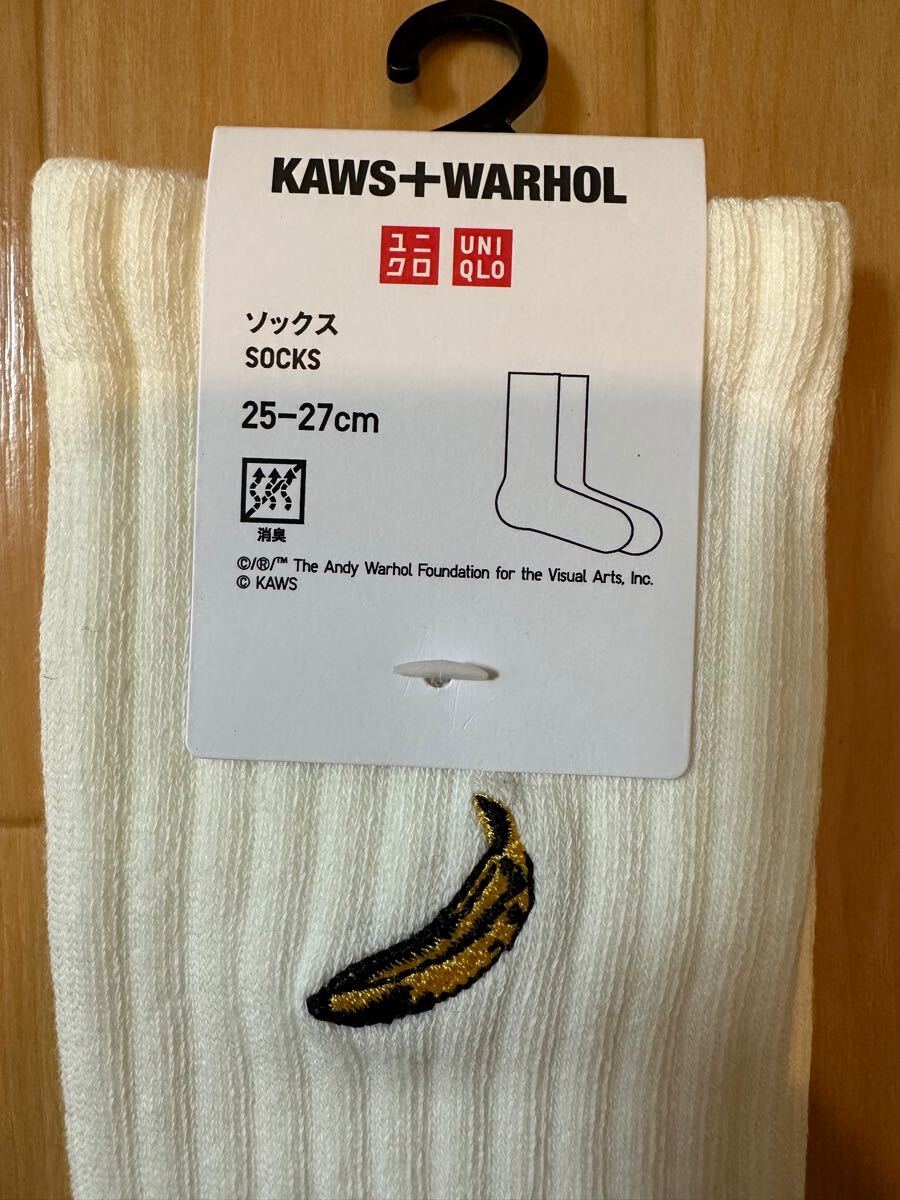 KAWS+WARHOL
ユニ
クロ
UNI
QLO
ソックス
SOCKS
25-27cm
消臭
©/®/™ The Andy Warhol Foundation for the Visual Arts, Inc.
© KAWS